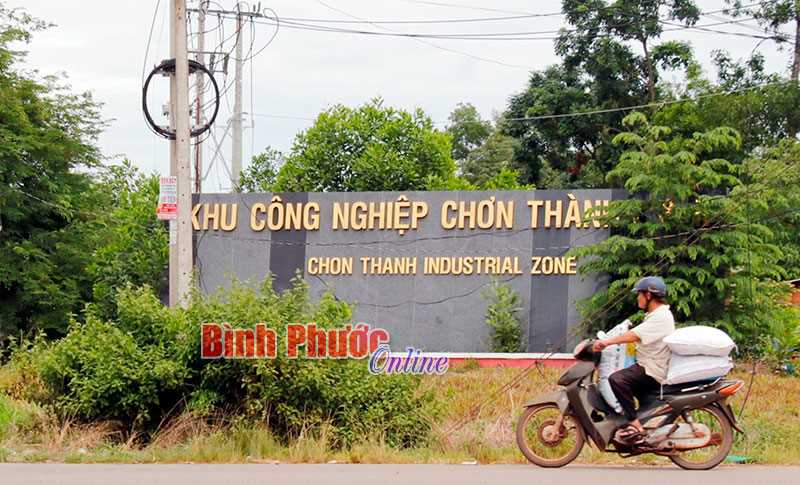 KHU CÔNG NGHIỆP CHƠN THÀNH
CHON THANH INDUSTRIAL ZONE
Bình Phước Online